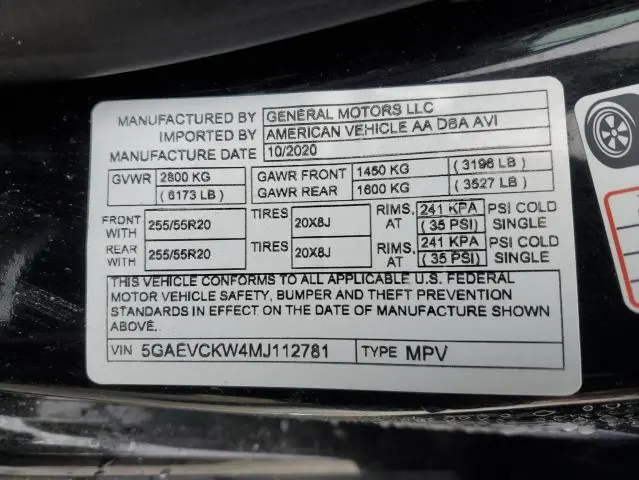 MANUFACTURED BY GENERAL MOTORS LLC
IMPORTED BY AMERICAN VEHICLE AA DBA AVI
MANUFACTURE DATE 10/2020
GVWR 2800 KG GAWR FRONT 1450 KG (3196 LB)
(6173 LB) GAWR REAR 1600 KG (3527 LB)
FRONT WITH 255/55R20 TIRES 20X8J RIMS, AT 241 KPA (35 PSI) PSI COLD SINGLE
REAR WITH 255/55R20 TIRES 20X8J RIMS, AT 241 KPA (35 PSI) PSI COLD SINGLE
THIS VEHICLE CONFORMS TO ALL APPLICABLE U.S. FEDERAL
MOTOR VEHICLE SAFETY, BUMPER AND THEFT PREVENTION
STANDARDS IN EFFECT ON THE DATE OF MANUFACTURE SHOWN
ABOVE.
VIN 5GAEVCKW4MJ112781 TYPE MPV